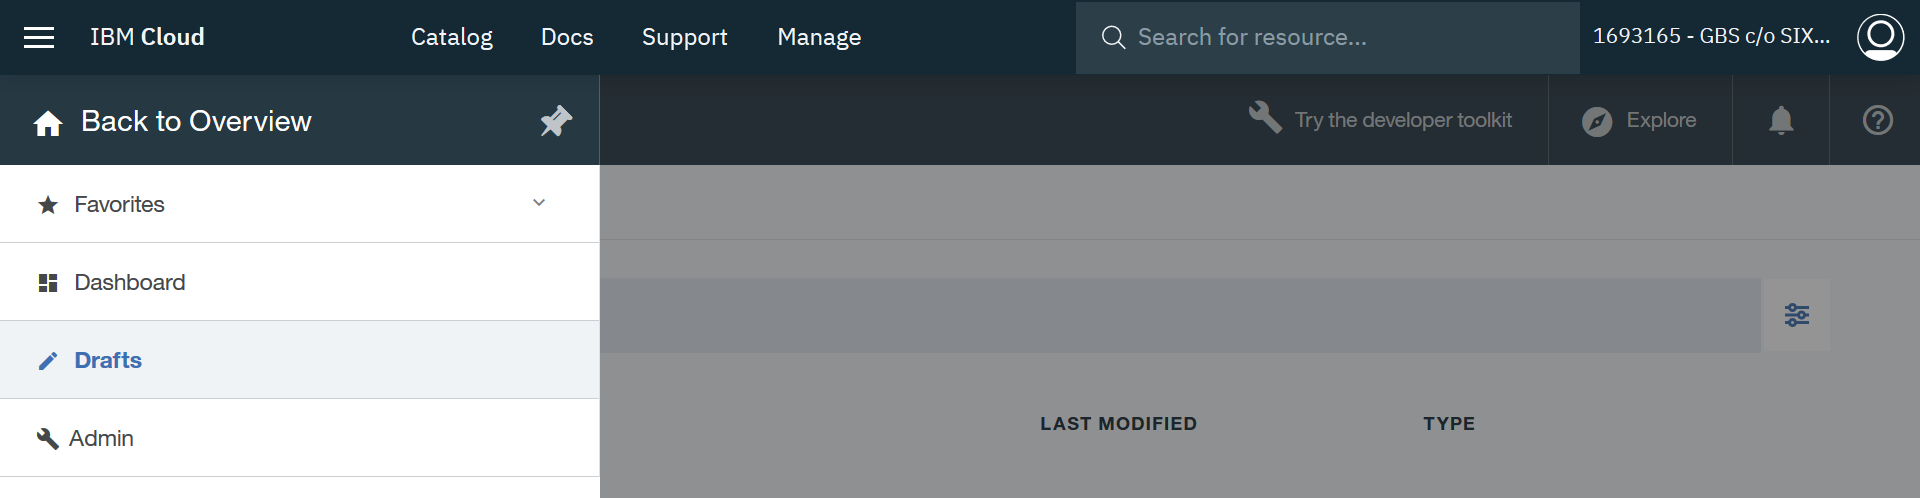 IBM Cloud Catalog Docs Support Manage Search for resource... 1693165 - GBS c/o SIX...
Back to Overview Try the developer toolkit Explore
Favorites
Dashboard
Drafts
LAST MODIFIED TYPE
Admin